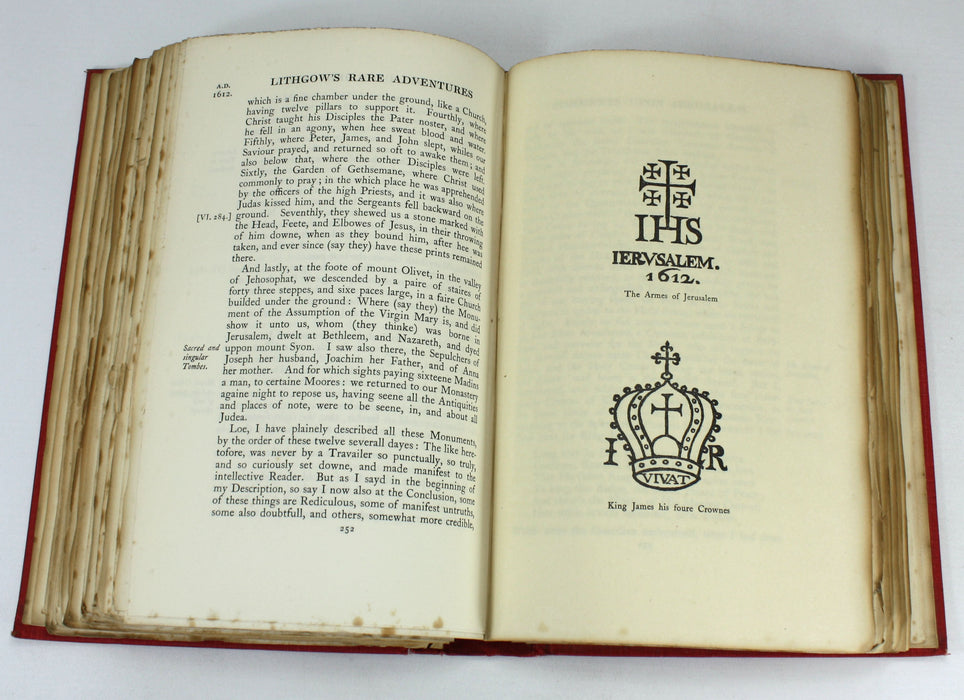 LITHGOW'S RARE ADVENTURES
A.D.
1612.
which is a fine chamber under the ground, like a Church,
having twelve pillars to support it. Fourthly, where
Christ taught his Disciples the Pater noster, and where
he fell in an agony, when hee sweat blood and water.
Fifthly, where Peter, James, and John slept, whiles our
Saviour prayed, and returned so oft to awake them; and
also below that, where the other Disciples were left.
Sixtly, the Garden of Gethsemane, where Christ used
commonly to pray; in the which place he was apprehended
by the officers of the high Priests, and it was also where
Judas kissed him, and the Sergeants fell backward on the
[VI. 284.] ground. Seventhly, they shewed us a stone marked with
the Head, Feete, and Elbowes of Jesus, in their throwing
of him downe, when as they bound him, after hee was
taken, and ever since (say they) have these prints remained
there.
And lastly, at the foote of mount Olivet, in the valley
of Jehosophat, we descended by a paire of staires of
forty three steppes, and sixe paces large, in a faire Church
builded under the ground: Where (say they) the Monu-
ment of the Assumption of the Virgin Mary is, and did
show it unto us, whom (they thinke) was borne in
Jerusalem, dwelt at Bethleem, and Nazareth, and dyed
Sacred and
singular
Tombes.
uppon mount Syon. I saw also there, the Sepulchers of
Joseph her husband, Joachim her Father, and of Anna
her mother. And for which sights paying sixteene Madins
a man, to certaine Moores: we returned to our Monastery
againe night to repose us, having seene all the Antiquities
and places of note, were to be seene, in, and about all
Judea.
Loe, I have plainely described all these Monuments,
by the order of these twelve severall dayes: The like here-
tofore, was never by a Travailer so punctually, so truly,
and so curiously set downe, and made manifest to the
intellective Reader. But as I sayd in the beginning of
my Description, so say I now also at the Conclusion, some
of these things are Rediculous, some of manifest untruths,
some also doubtfull, and others, somewhat more credible,
252
IHS
IERVSALEM.
1612.
The Armes of Jerusalem
I R
VIVAT
King James his foure Crownes